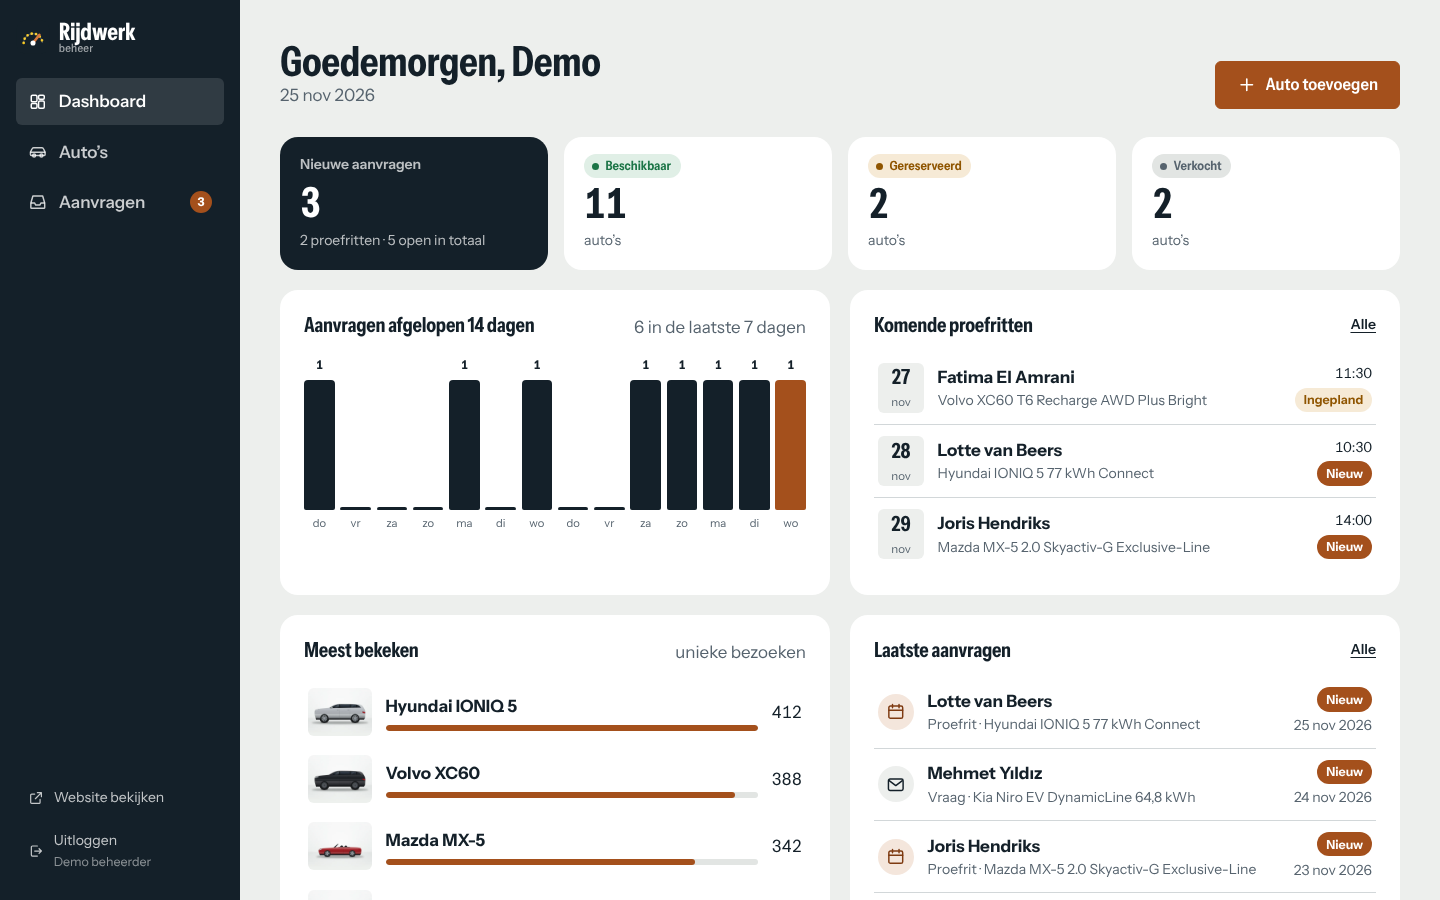 Rijdwerk
beheer
Dashboard
Auto's
Aanvragen 3
Website bekijken
Uitloggen
Demo beheerder
Goedemorgen, Demo
25 nov 2026
Auto toevoegen
Nieuwe aanvragen
3
2 proefritten · 5 open in totaal
Beschikbaar
11
auto's
Gereserveerd
2
auto's
Verkocht
2
auto's
Aanvragen afgelopen 14 dagen
6 in de laatste 7 dagen
1 1 1 1 1 1 1 1
do vr za zo ma di wo do vr za zo ma di wo
Komende proefritten
Alle
27 nov
Fatima El Amrani
Volvo XC60 T6 Recharge AWD Plus Bright
11:30
Ingepland
28 nov
Lotte van Beers
Hyundai IONIQ 5 77 kWh Connect
10:30
Nieuw
29 nov
Joris Hendriks
Mazda MX-5 2.0 Skyactiv-G Exclusive-Line
14:00
Nieuw
Meest bekeken
unieke bezoeken
Hyundai IONIQ 5
412
Volvo XC60
388
Mazda MX-5
342
Laatste aanvragen
Alle
Lotte van Beers
Proefrit · Hyundai IONIQ 5 77 kWh Connect
Nieuw
25 nov 2026
Mehmet Yıldız
Vraag · Kia Niro EV DynamicLine 64,8 kWh
Nieuw
24 nov 2026
Joris Hendriks
Proefrit · Mazda MX-5 2.0 Skyactiv-G Exclusive-Line
Nieuw
23 nov 2026